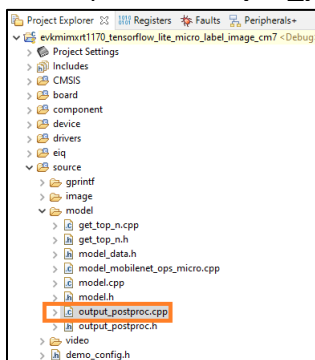 Project Explorer Registers Faults Peripherals+
evkmimxrt1170_tensorflow_lite_micro_label_image_cm7 <Debug>
Project Settings
Includes
CMSIS
board
component
device
drivers
eiq
source
gprintf
image
model
get_top_n.cpp
get_top_n.h
model_data.h
model_mobilenet_ops_micro.cpp
model.cpp
model.h
output_postproc.cpp
output_postproc.h
video
demo_config.h